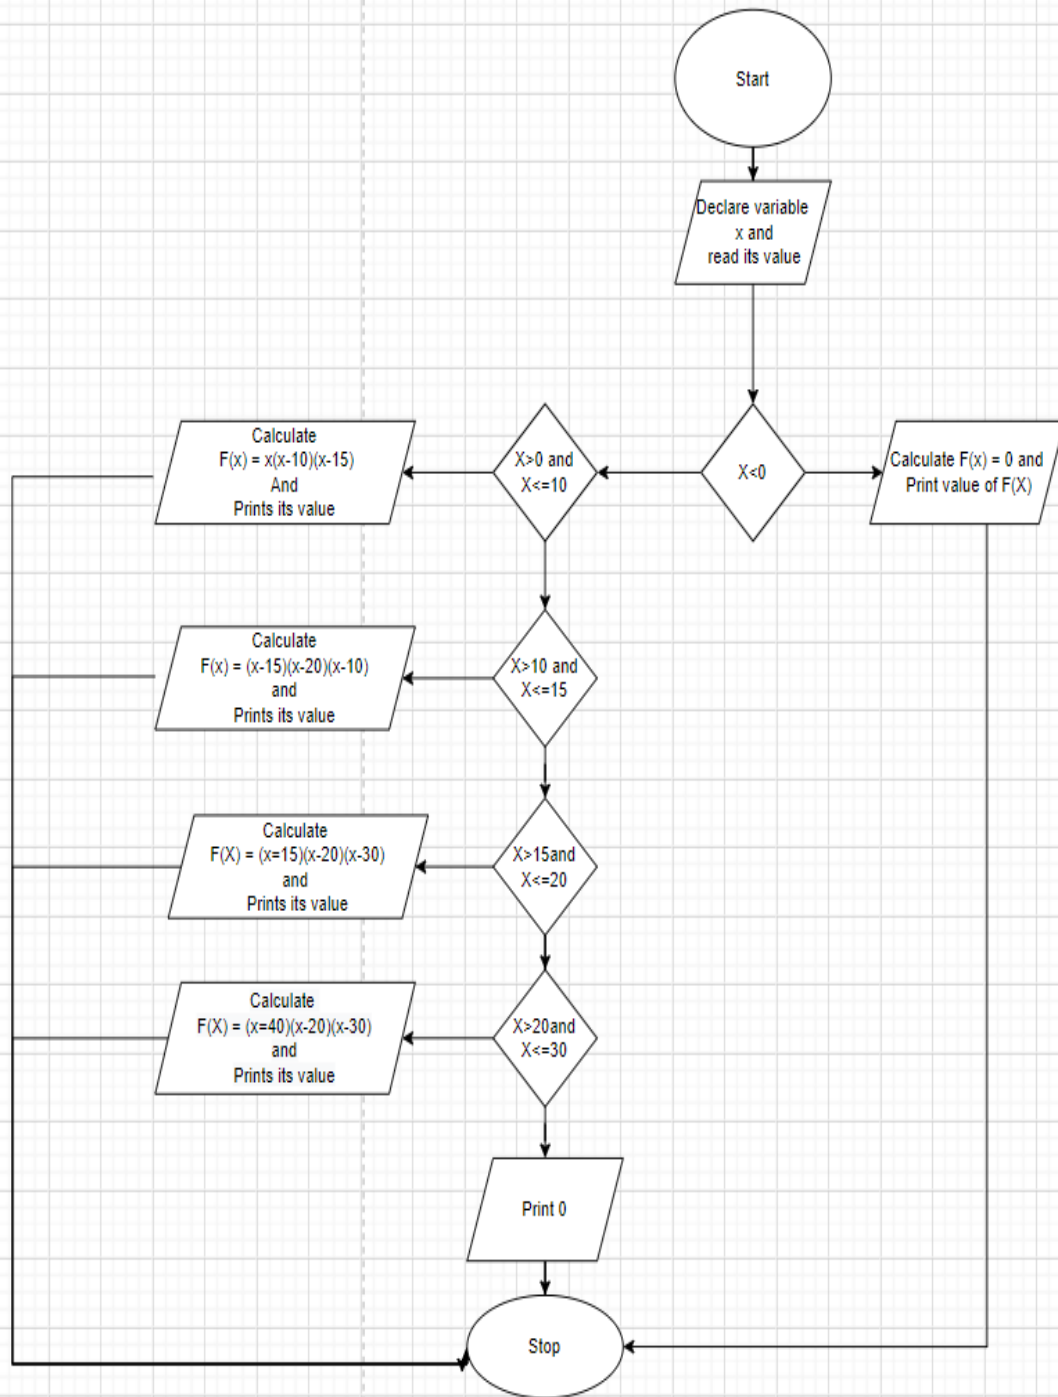 Start
Declare variable
x and
read its value
X<0
Calculate F(x) = 0 and
Print value of F(X)
X>0 and
X<=10
Calculate
F(x) = x(x-10)(x-15)
And
Prints its value
X>10 and
X<=15
Calculate
F(x) = (x-15)(x-20)(x-10)
and
Prints its value
X>15and
X<=20
Calculate
F(X) = (x=15)(x-20)(x-30)
and
Prints its value
X>20and
X<=30
Calculate
F(X) = (x=40)(x-20)(x-30)
and
Prints its value
Print 0
Stop